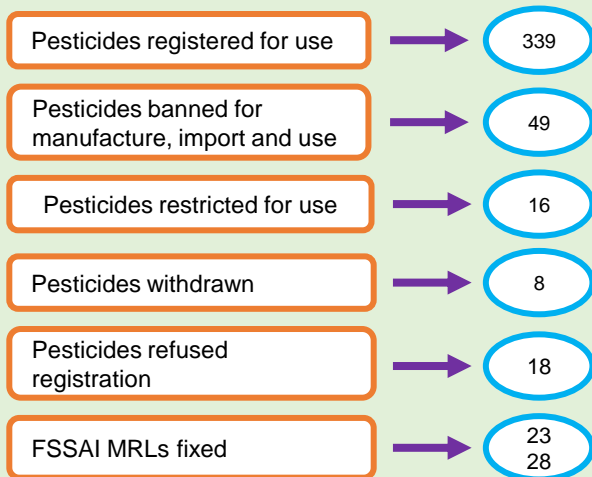 Pesticides registered for use
339
Pesticides banned for
manufacture, import and use
49
Pesticides restricted for use
16
Pesticides withdrawn
8
Pesticides refused
registration
18
FSSAI MRLs fixed
23
28